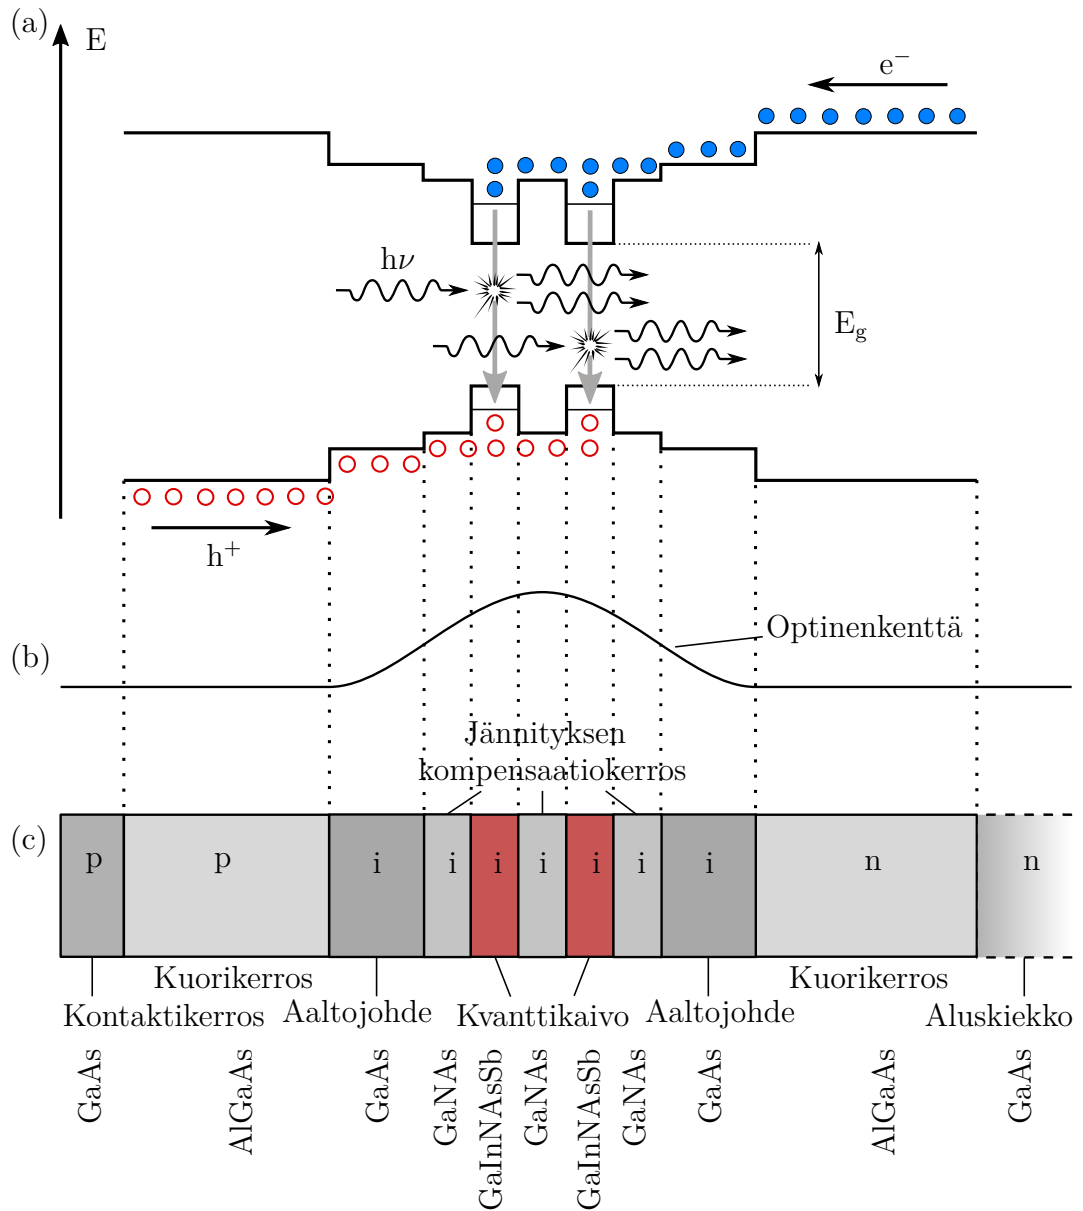 (a)
E
e⁻
hν
E_g
h⁺
Optinenkenttä
(b)
Jännityksen
kompensaatiokerros
(c)
p
p
i
i
i
i
i
i
i
n
n
Kuorikerros
Kuorikerros
Kontaktikerros
Aaltojohde
Kvanttikaivo
Aaltojohde
Aluskiekko
GaAs
AlGaAs
GaAs
GaNAs
GaInNAsSb
GaNAs
GaInNAsSb
GaNAs
GaAs
AlGaAs
GaAs